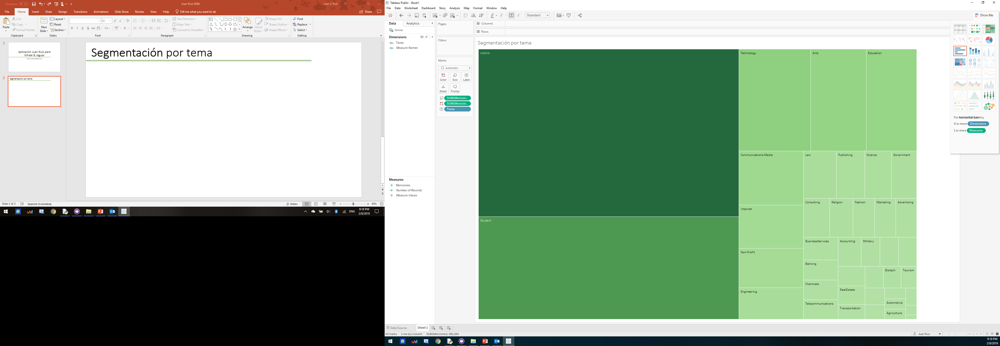 AutoSave Off
Juan Ruiz W&J
Juan C Ruiz
File Home Insert Draw Design Transitions Animations Slide Show Review View Help Tell me what you want to do
Share
Paste
Cut
Copy
Format Painter
New
Slide
Layout
Reset
Section
60
B I U S abc AV Aa
Text Direction
Align Text
Convert to SmartArt
Arrange
Quick
Styles
Shape Fill
Shape Outline
Shape Effects
Find
Replace
Select
Clipboard Slides Font Paragraph Drawing Editing
1
Aplicación Juan Ruiz para
Whale & Jaguar
2
Segmentación por tema
Segmentación por tema
Slide 2 of 2
Spanish (Colombia)
Notes
90%
ENG
9:18 PM
2/8/2019
Tableau Public - Book1
File Data Worksheet Dashboard Story Analysis Map Format Window Help
Standard
Show Me
Data Analytics
temas
Dimensions
Abc Tema
Abc Measure Names
Measures
# Menciones
=# Number of Records
# Measure Values
Pages
Filters
Marks
Automatic
Color Size Label
Detail Tooltip
SUM(Mencion..
SUM(Mencion..
Tema
Columns
Rows
Segmentación por tema
indUnk
Student
Technology
Arts
Education
Communications-Media
Law
Publishing
Science
Government
Internet
Consulting
Religion
Fashion
Marketing
Advertising
Non-Profit
BusinessServices
Accounting
Military
Banking
Biotech
Tourism
Engineering
Chemicals
RealEstate
Telecommunications
Transportation
Automotive
Agriculture
For horizontal bars try
0 or more Dimensions
1 or more Measures
Data Source
Sheet 1
40 marks 1 row by 1 column SUM(Menciones): 681.284
Juan Ruiz
9:18 PM
2/8/2019